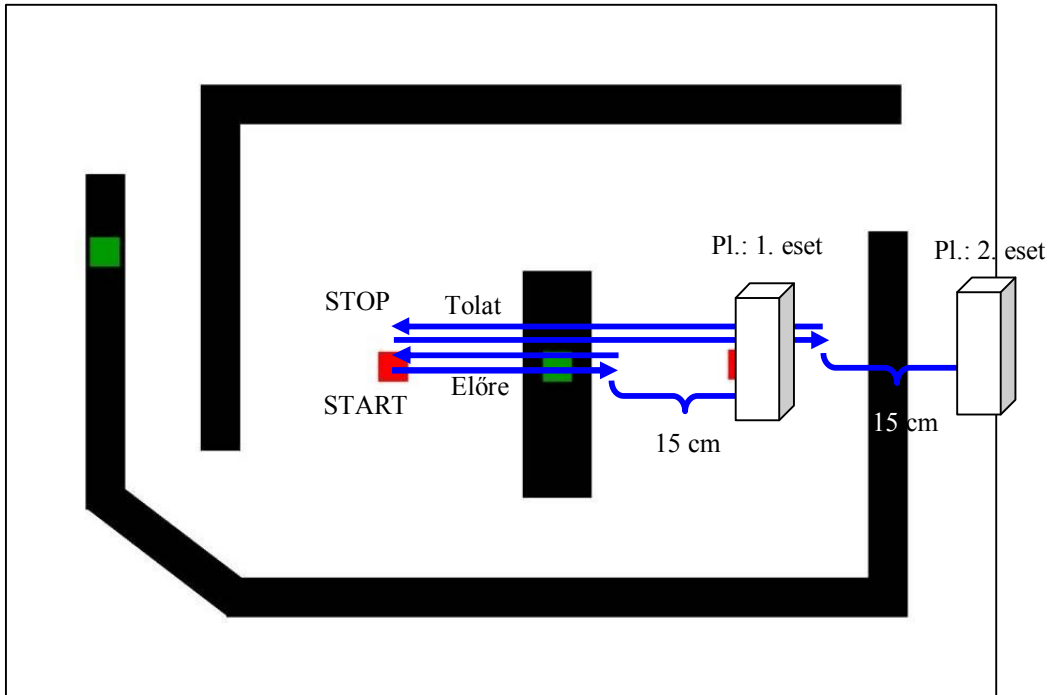 Pl.: 1. eset
Pl.: 2. eset
STOP
Tolat
Előre
START
15 cm
15 cm